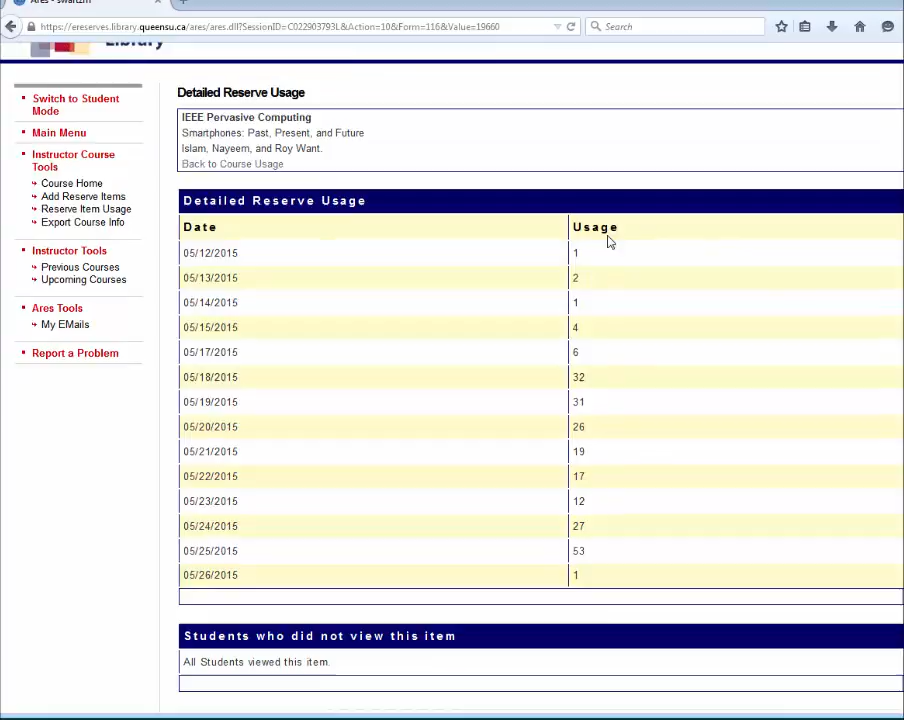 Ares - swartzm
https://ereserves.library.queensu.ca/ares/ares.dll?SessionID=C022903793L&Action=10&Form=116&Value=19660
Search
Library
Switch to Student
Mode
Main Menu
Instructor Course
Tools
Course Home
Add Reserve Items
Reserve Item Usage
Export Course Info
Instructor Tools
Previous Courses
Upcoming Courses
Ares Tools
My EMails
Report a Problem
Detailed Reserve Usage
IEEE Pervasive Computing
Smartphones: Past, Present, and Future
Islam, Nayeem, and Roy Want.
Back to Course Usage
Detailed Reserve Usage
Date Usage
05/12/2015 1
05/13/2015 2
05/14/2015 1
05/15/2015 4
05/17/2015 6
05/18/2015 32
05/19/2015 31
05/20/2015 26
05/21/2015 19
05/22/2015 17
05/23/2015 12
05/24/2015 27
05/25/2015 53
05/26/2015 1
Students who did not view this item
All Students viewed this item.